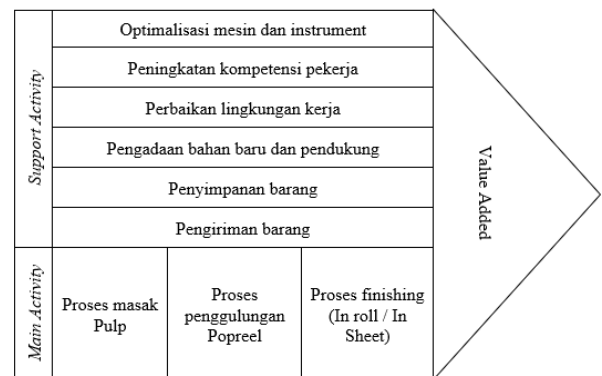 Support Activity
Optimalisasi mesin dan instrument
Peningkatan kompetensi pekerja
Perbaikan lingkungan kerja
Pengadaan bahan baru dan pendukung
Penyimpanan barang
Pengiriman barang
Main Activity
Proses masak
Pulp
Proses
penggulungan
Popreel
Proses finishing
(In roll / In
Sheet)
Value Added